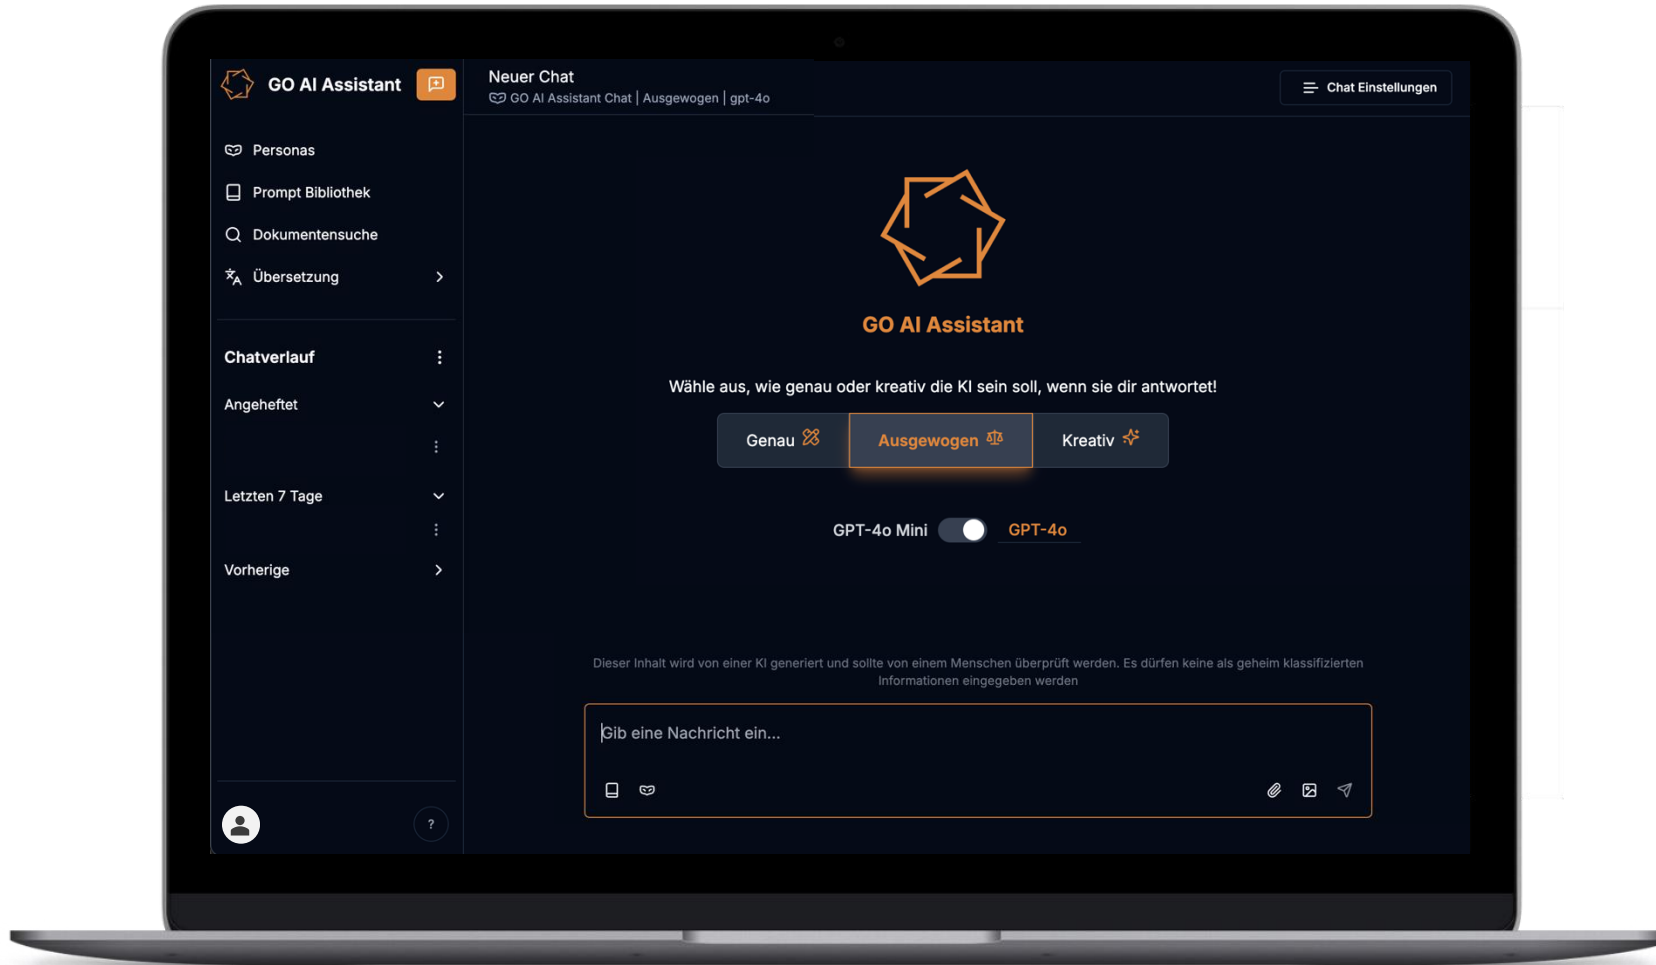 GO AI Assistant
Personas
Prompt Bibliothek
Dokumentensuche
Übersetzung
Chatverlauf
Angeheftet
Letzten 7 Tage
Vorherige
?
Neuer Chat
GO AI Assistant Chat | Ausgewogen | gpt-4o
Chat Einstellungen
GO AI Assistant
Wähle aus, wie genau oder kreativ die KI sein soll, wenn sie dir antwortet!
Genau Ausgewogen Kreativ
GPT-4o Mini GPT-4o
Dieser Inhalt wird von einer KI generiert und sollte von einem Menschen überprüft werden. Es dürfen keine als geheim klassifizierten
Informationen eingegeben werden
Gib eine Nachricht ein...